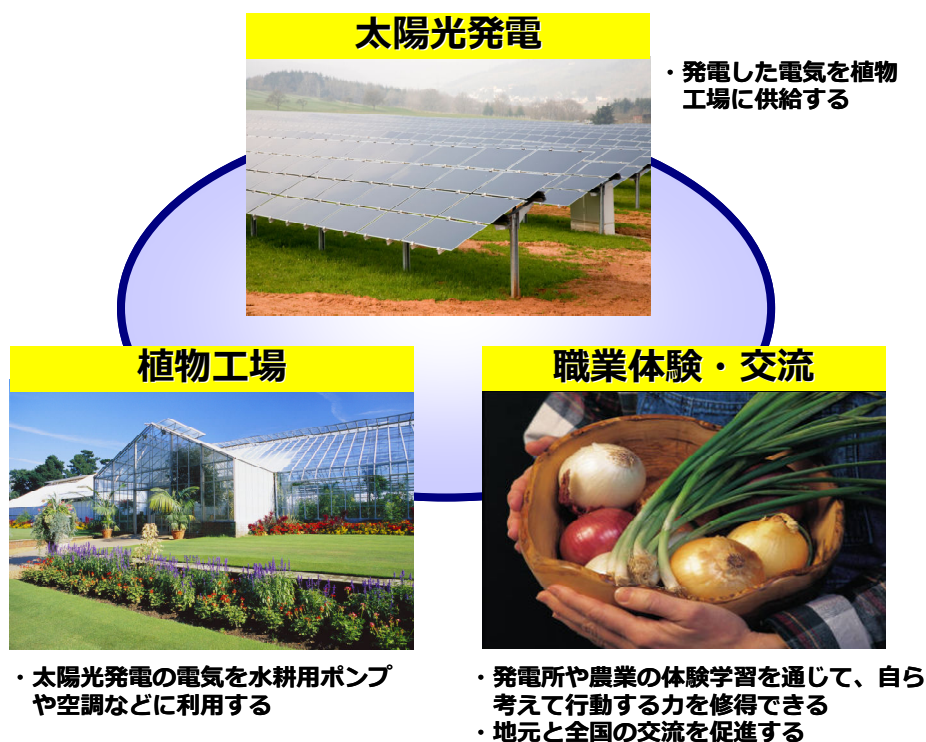 太陽光発電
・発電した電気を植物
工場に供給する
植物工場
職業体験・交流
・太陽光発電の電気を水耕用ポンプ
や空調などに利用する
・発電所や農業の体験学習を通じて、自ら
考えて行動する力を修得できる
・地元と全国の交流を促進する